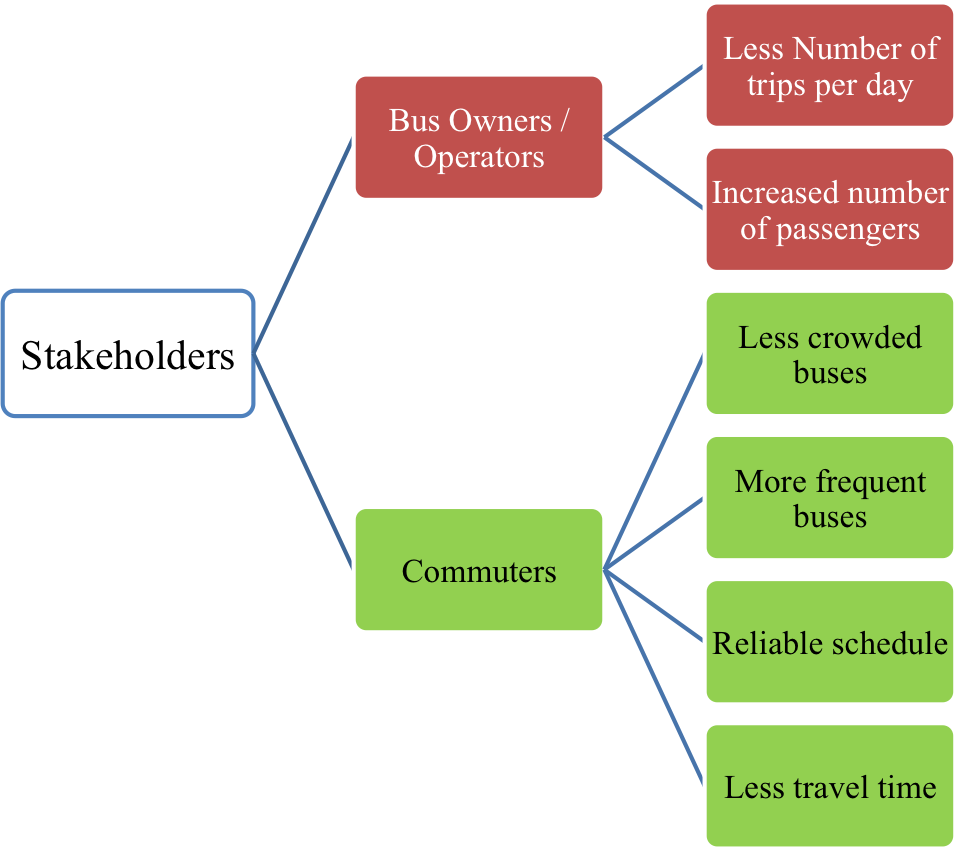 Stakeholders
Bus Owners /
Operators
Less Number of
trips per day
Increased number
of passengers
Commuters
Less crowded
buses
More frequent
buses
Reliable schedule
Less travel time